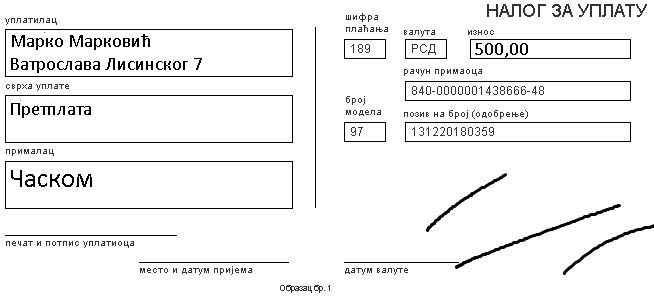 НАЛОГ ЗА УПЛАТУ
уплатилац
Марко Марковић
Ватрослава Лисинског 7
сврха уплате
Претплата
прималац
Часком
печат и потпис уплатиоца
место и датум пријема
шифра плаћања
189
валута
РСД
износ
500,00
рачун примаоца
840-0000001438666-48
број модела
97
позив на број (одобрење)
131220180359
датум валуте
Образац бр. 1